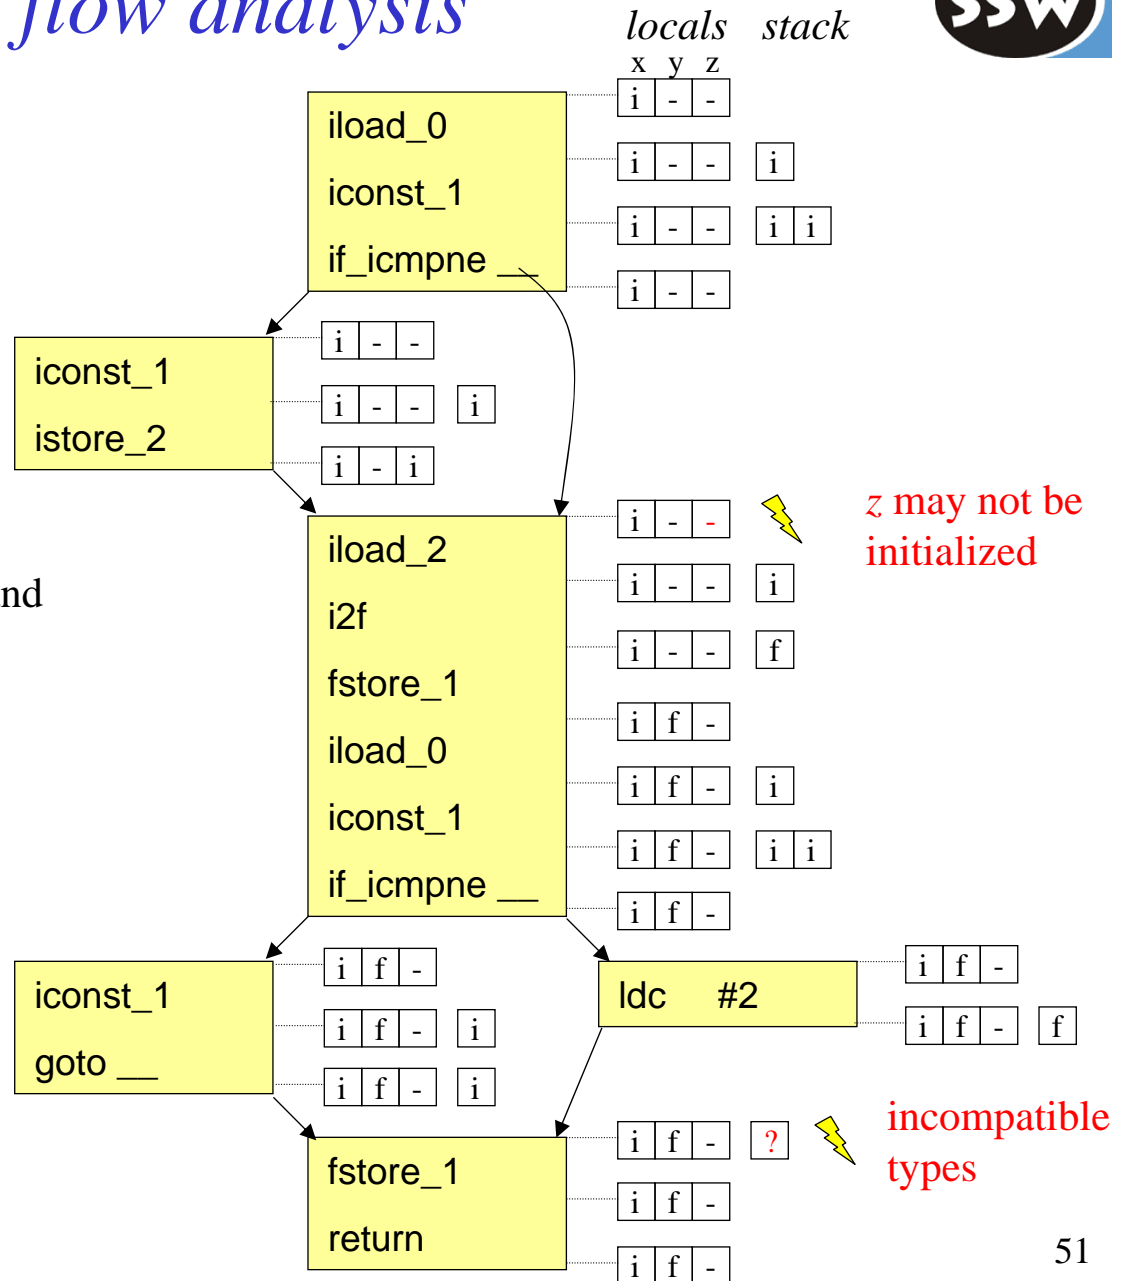 flow analysis
SSW
locals stack
x y z
i - -
iload_0
i - - i
iconst_1
i - - i i
if_icmpne __
i - -
i - -
iconst_1
i - - i
istore_2
i - i
i - -
z may not be
initialized
iload_2
i - - i
i2f
i - - f
fstore_1
i f -
iload_0
i f - i
iconst_1
i f - i i
if_icmpne __
i f -
i f -
iconst_1
i f - i
goto __
i f - i
i f -
ldc #2
i f - f
i f - ?
incompatible
types
fstore_1
i f -
return
i f -
51